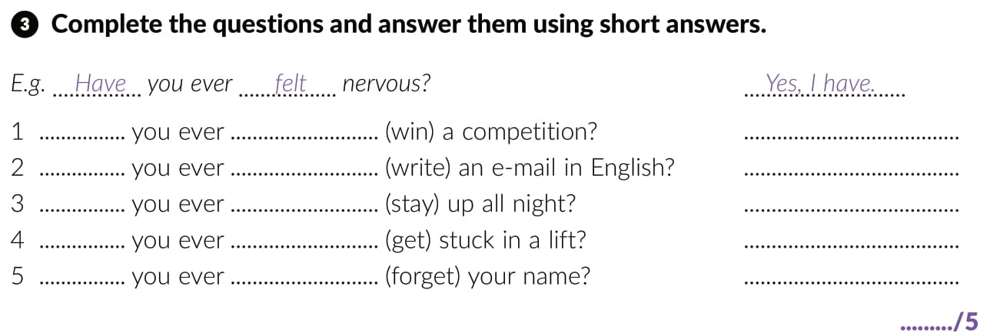 3 Complete the questions and answer them using short answers.
E.g. ....Have.... you ever ......felt...... nervous? ....Yes, I have.....
1 ................ you ever ........................... (win) a competition? ........................................
2 ................ you ever ........................... (write) an e-mail in English? ........................................
3 ................ you ever ........................... (stay) up all night? ........................................
4 ................ you ever ........................... (get) stuck in a lift? ........................................
5 ................ you ever ........................... (forget) your name? ........................................
........../5